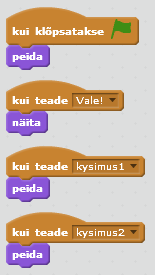 kui klõpsatakse
peida
kui teade Vale!
näita
kui teade kysimus1
peida
kui teade kysimus2
peida